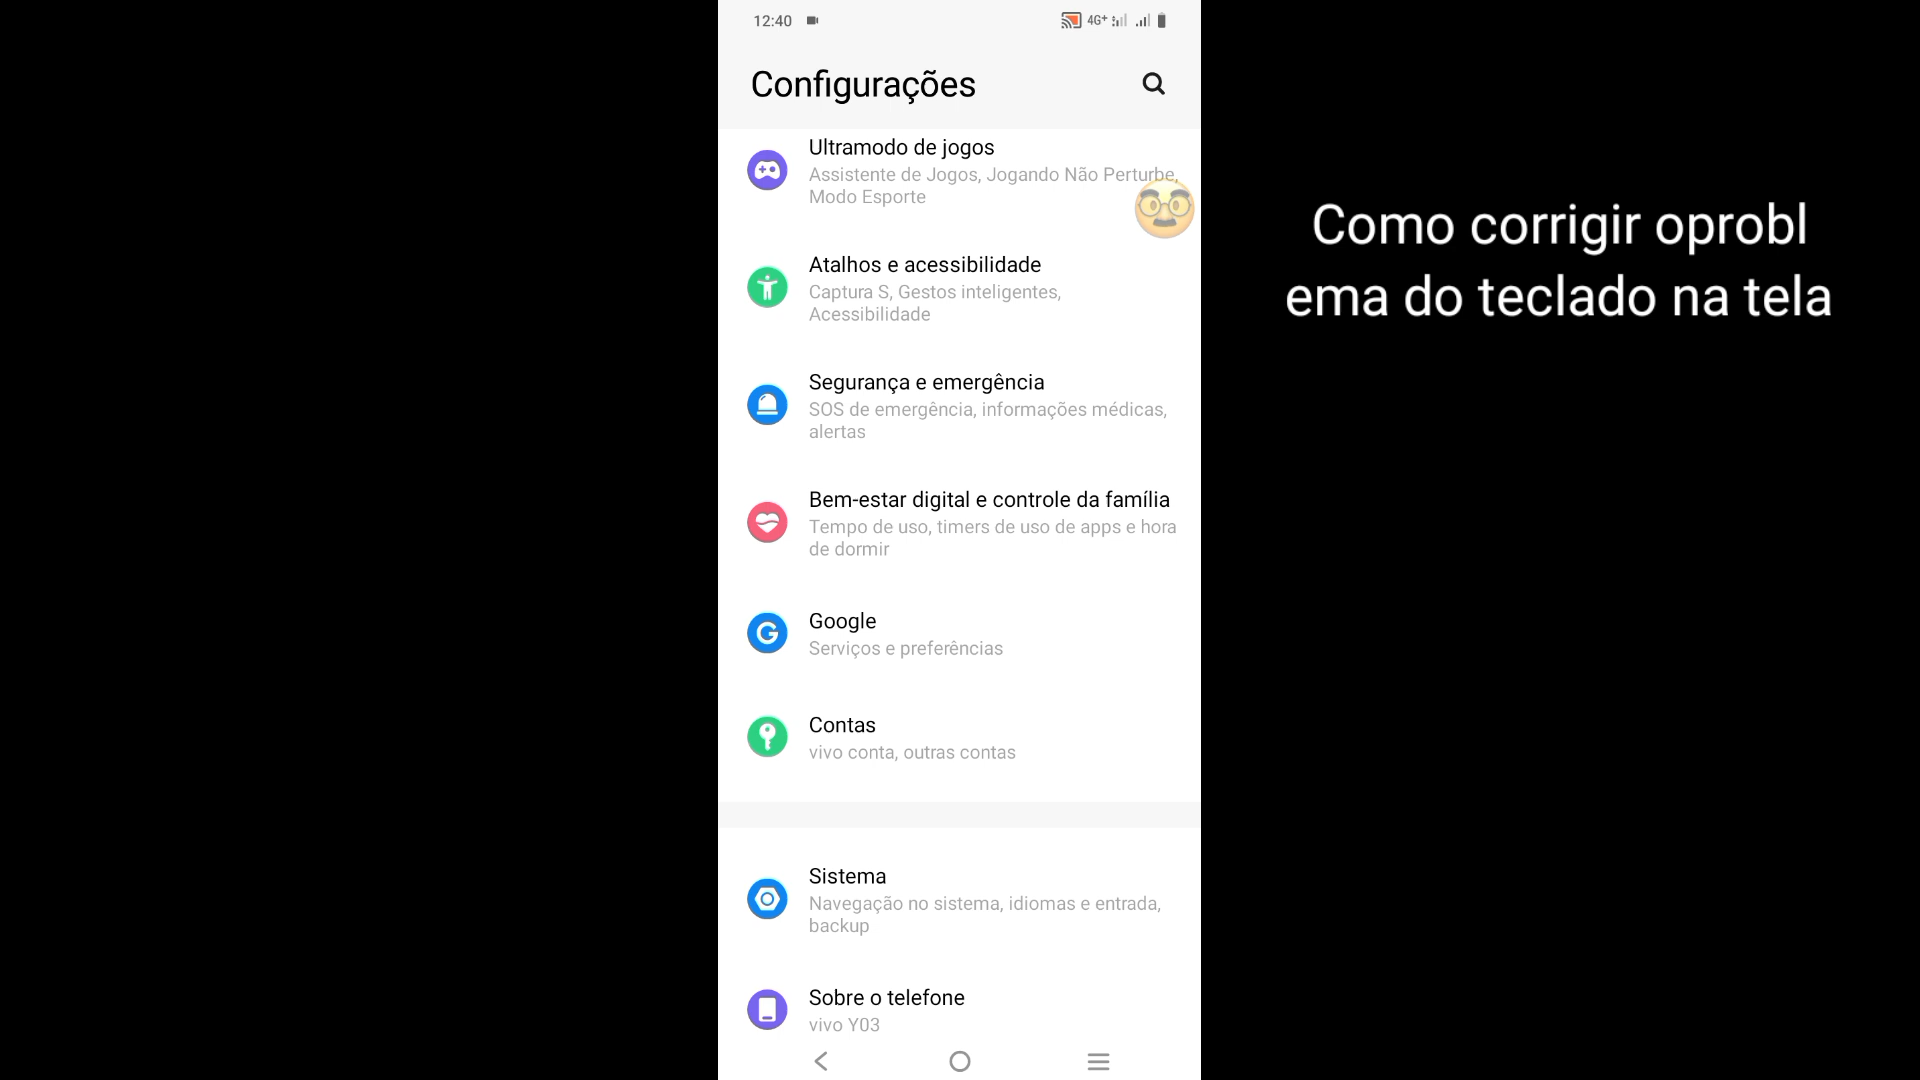 12:40
4G+
Configurações
Ultramodo de jogos
Assistente de Jogos, Jogando Não Perturbe,
Modo Esporte
Atalhos e acessibilidade
Captura S, Gestos inteligentes,
Acessibilidade
Segurança e emergência
SOS de emergência, informações médicas,
alertas
Bem-estar digital e controle da família
Tempo de uso, timers de uso de apps e hora
de dormir
Google
Serviços e preferências
Contas
vivo conta, outras contas
Sistema
Navegação no sistema, idiomas e entrada,
backup
Sobre o telefone
vivo Y03
Como corrigir oprobl
ema do teclado na tela